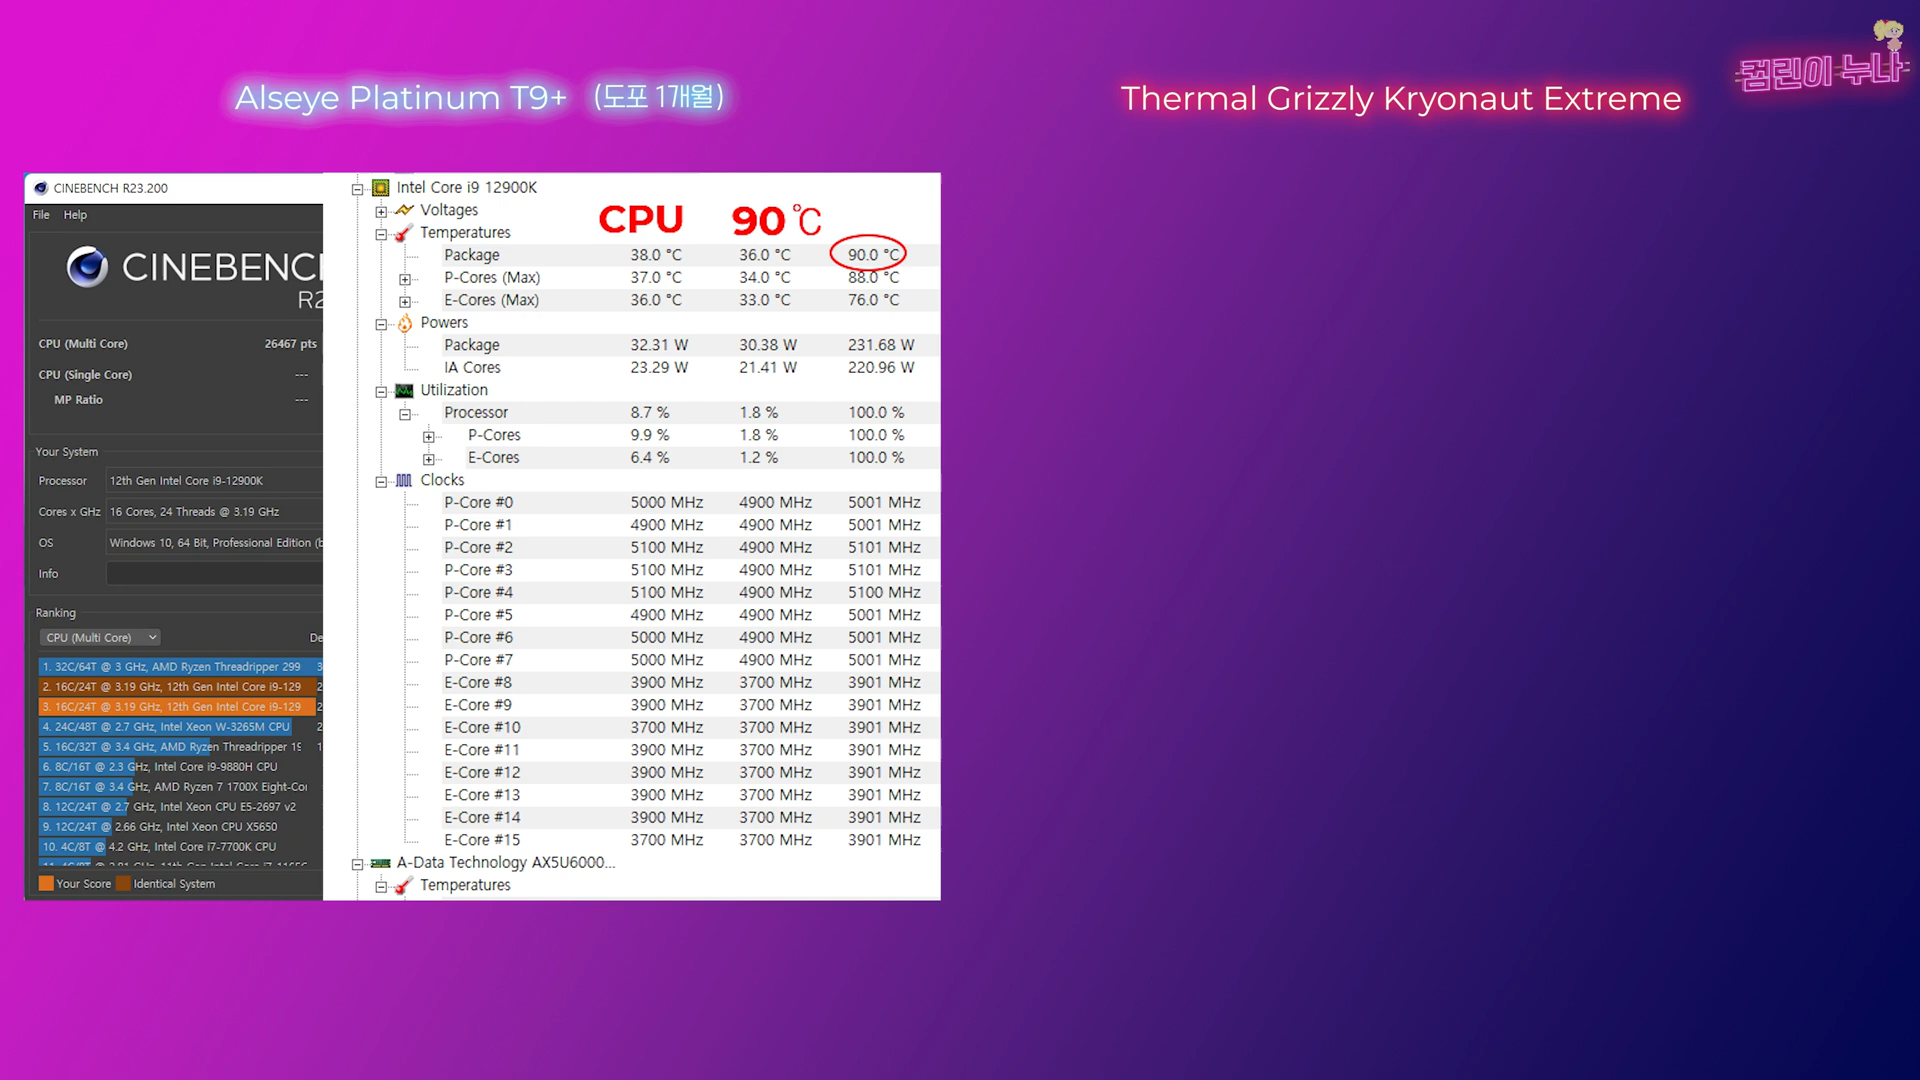 컴린이 누나
Alseye Platinum T9+ (도포 1개월)
Thermal Grizzly Kryonaut Extreme
CINEBENCH R23.200
File Help
CINEBENC
R2
CPU (Multi Core) 26467 pts
CPU (Single Core) ---
MP Ratio ---
Your System
Processor 12th Gen Intel Core i9-12900K
Cores x GHz 16 Cores, 24 Threads @ 3.19 GHz
OS Windows 10, 64 Bit, Professional Edition (b
Info
Ranking
CPU (Multi Core) De
1. 32C/64T @ 3 GHz, AMD Ryzen Threadripper 299 3
2. 16C/24T @ 3.19 GHz, 12th Gen Intel Core i9-129 2
3. 16C/24T @ 3.19 GHz, 12th Gen Intel Core i9-129 2
4. 24C/48T @ 2.7 GHz, Intel Xeon W-3265M CPU 2
5. 16C/32T @ 3.4 GHz, AMD Ryzen Threadripper 19 1
6. 8C/16T @ 2.3 GHz, Intel Core i9-9880H CPU
7. 8C/16T @ 3.4 GHz, AMD Ryzen 7 1700X Eight-Co
8. 12C/24T @ 2.7 GHz, Intel Xeon CPU E5-2697 v2
9. 12C/24T @ 2.66 GHz, Intel Xeon CPU X5650
10. 4C/8T @ 4.2 GHz, Intel Core i7-7700K CPU
Your Score Identical System
Intel Core i9 12900K
Voltages
CPU 90℃
Temperatures
Package 38.0 °C 36.0 °C 90.0 °C
P-Cores (Max) 37.0 °C 34.0 °C 88.0 °C
E-Cores (Max) 36.0 °C 33.0 °C 76.0 °C
Powers
Package 32.31 W 30.38 W 231.68 W
IA Cores 23.29 W 21.41 W 220.96 W
Utilization
Processor 8.7 % 1.8 % 100.0 %
P-Cores 9.9 % 1.8 % 100.0 %
E-Cores 6.4 % 1.2 % 100.0 %
Clocks
P-Core #0 5000 MHz 4900 MHz 5001 MHz
P-Core #1 4900 MHz 4900 MHz 5001 MHz
P-Core #2 5100 MHz 4900 MHz 5101 MHz
P-Core #3 5100 MHz 4900 MHz 5101 MHz
P-Core #4 5100 MHz 4900 MHz 5100 MHz
P-Core #5 4900 MHz 4900 MHz 5001 MHz
P-Core #6 5000 MHz 4900 MHz 5001 MHz
P-Core #7 5000 MHz 4900 MHz 5001 MHz
E-Core #8 3900 MHz 3700 MHz 3901 MHz
E-Core #9 3900 MHz 3700 MHz 3901 MHz
E-Core #10 3700 MHz 3700 MHz 3901 MHz
E-Core #11 3900 MHz 3700 MHz 3901 MHz
E-Core #12 3900 MHz 3700 MHz 3901 MHz
E-Core #13 3900 MHz 3700 MHz 3901 MHz
E-Core #14 3900 MHz 3700 MHz 3901 MHz
E-Core #15 3700 MHz 3700 MHz 3901 MHz
A-Data Technology AX5U6000...
Temperatures